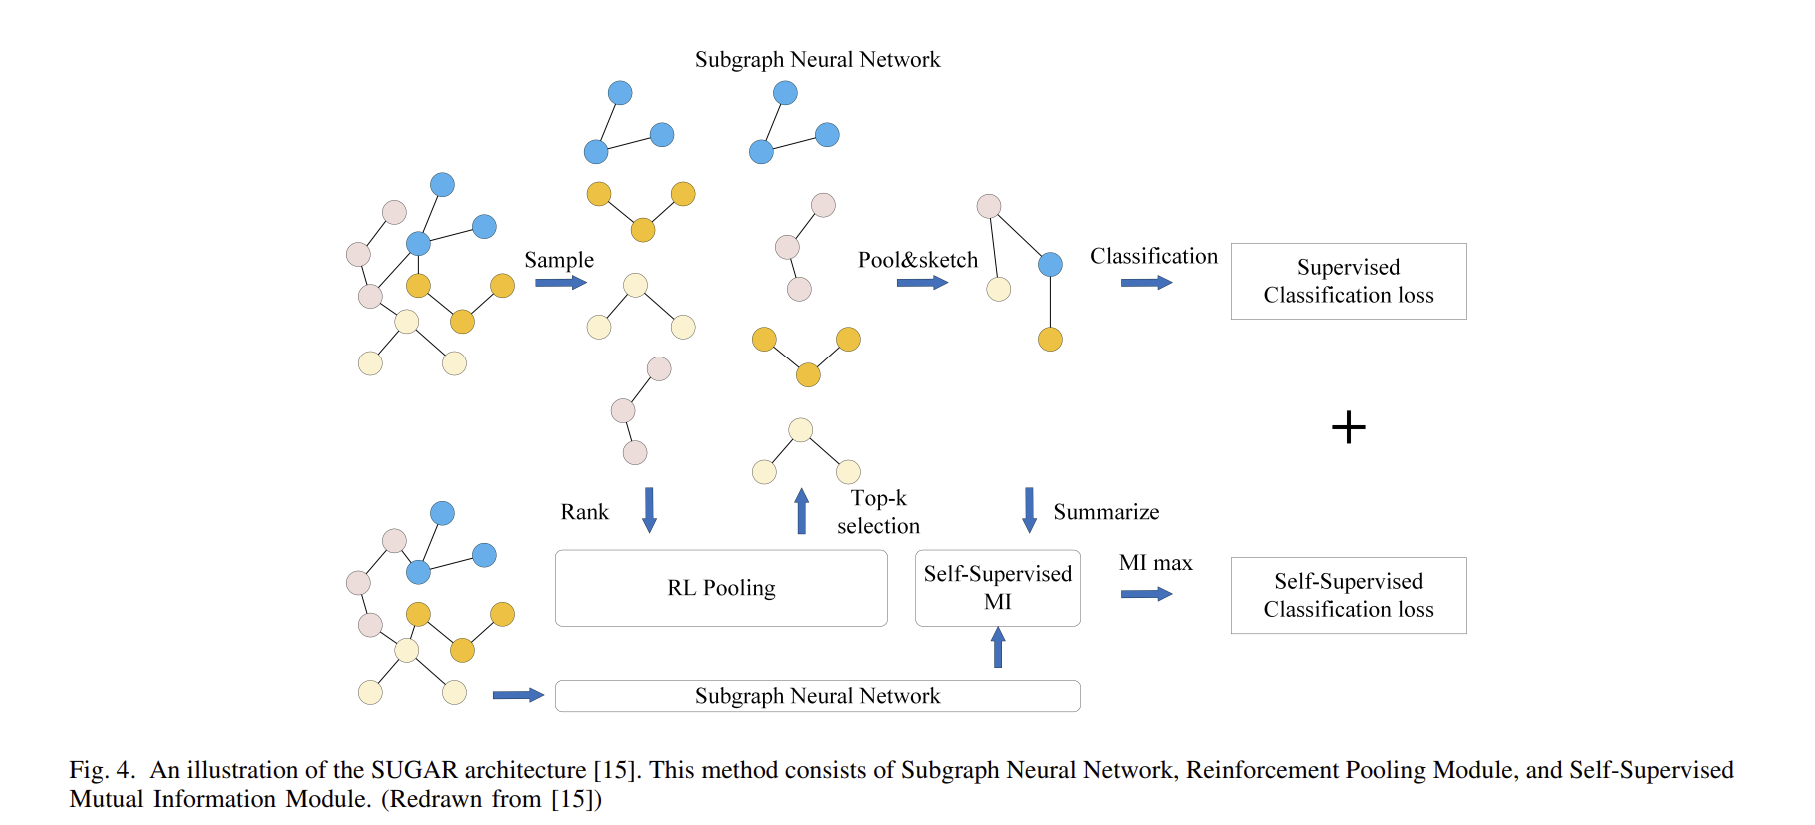 Subgraph Neural Network
Sample
Pool&sketch
Classification
Supervised
Classification loss
+
Rank
Top-k
selection
Summarize
RL Pooling
Self-Supervised
MI
MI max
Self-Supervised
Classification loss
Subgraph Neural Network
Fig. 4. An illustration of the SUGAR architecture [15]. This method consists of Subgraph Neural Network, Reinforcement Pooling Module, and Self-Supervised
Mutual Information Module. (Redrawn from [15])